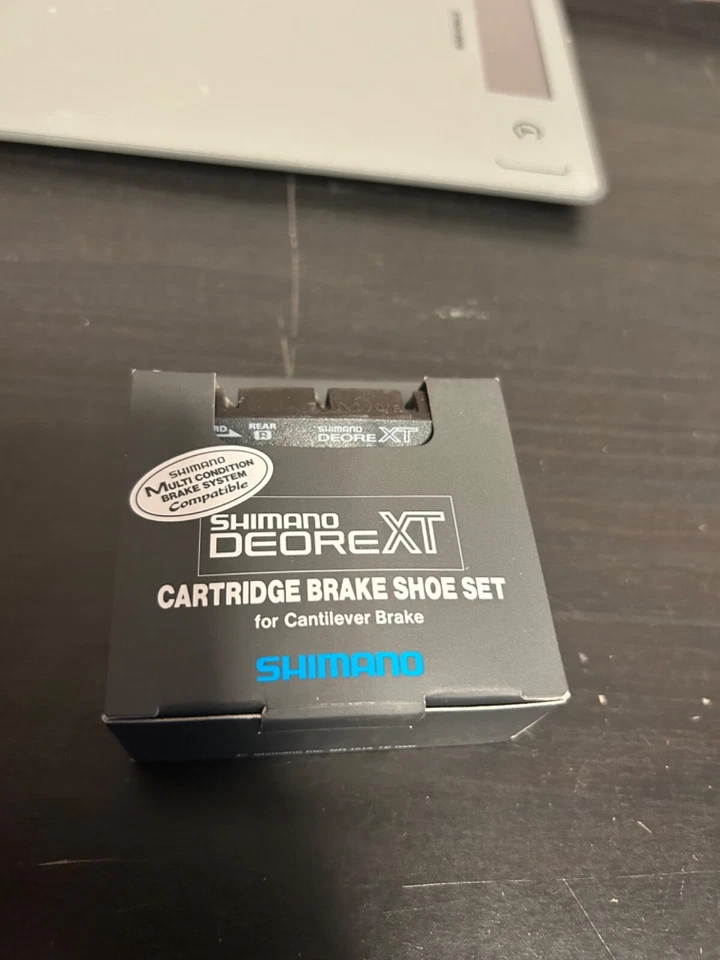 RD
REAR
R
SHIMANO
DEORE XT
SHIMANO
MULTI CONDITION
BRAKE SYSTEM
Compatible
SHIMANO
DEORE XT
CARTRIDGE BRAKE SHOE SET
for Cantilever Brake
SHIMANO